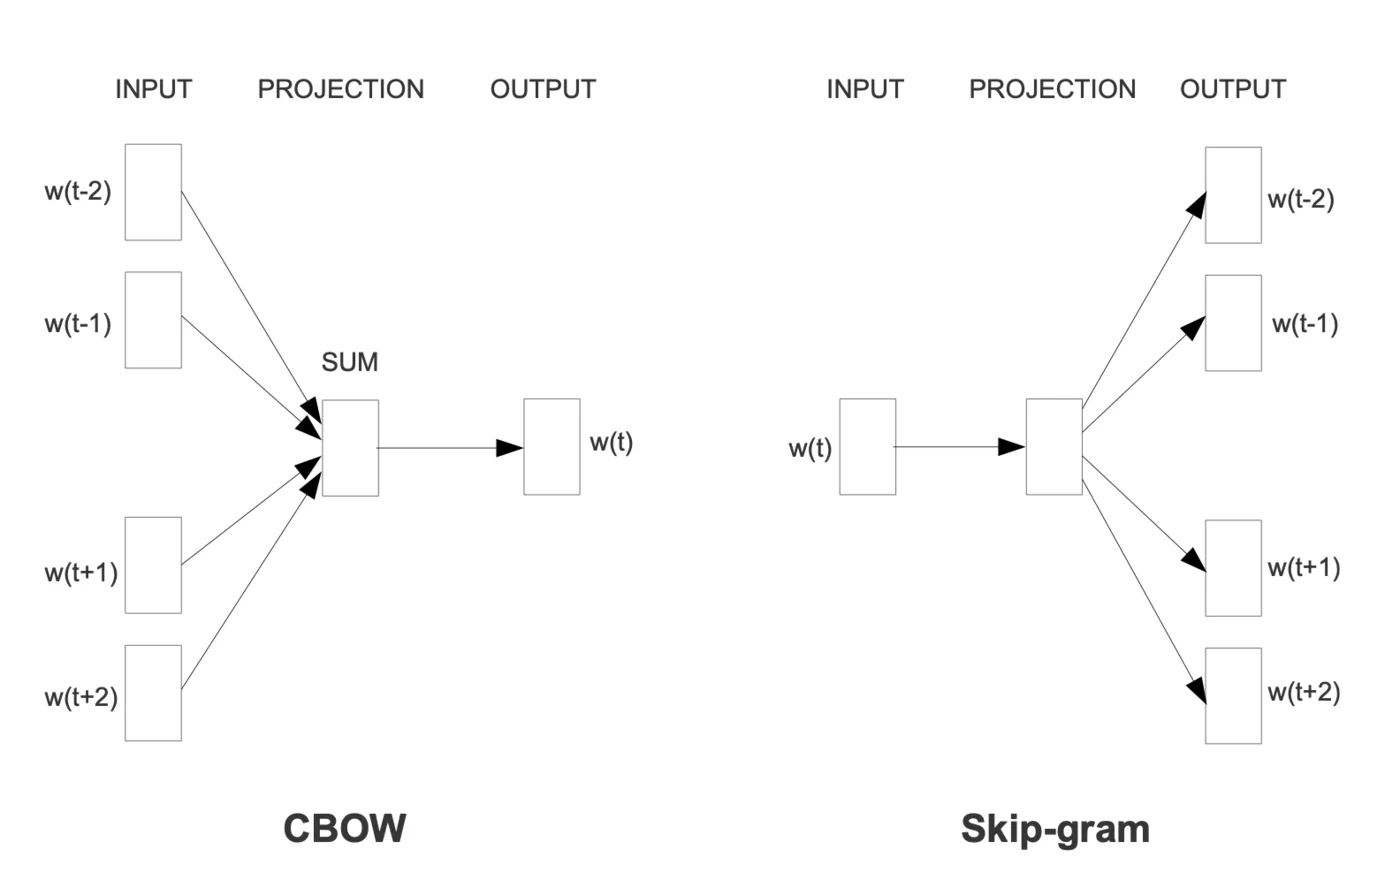 INPUT PROJECTION OUTPUT
w(t-2)
w(t-1)
SUM
w(t)
w(t+1)
w(t+2)
CBOW
INPUT PROJECTION OUTPUT
w(t-2)
w(t-1)
w(t)
w(t+1)
w(t+2)
Skip-gram